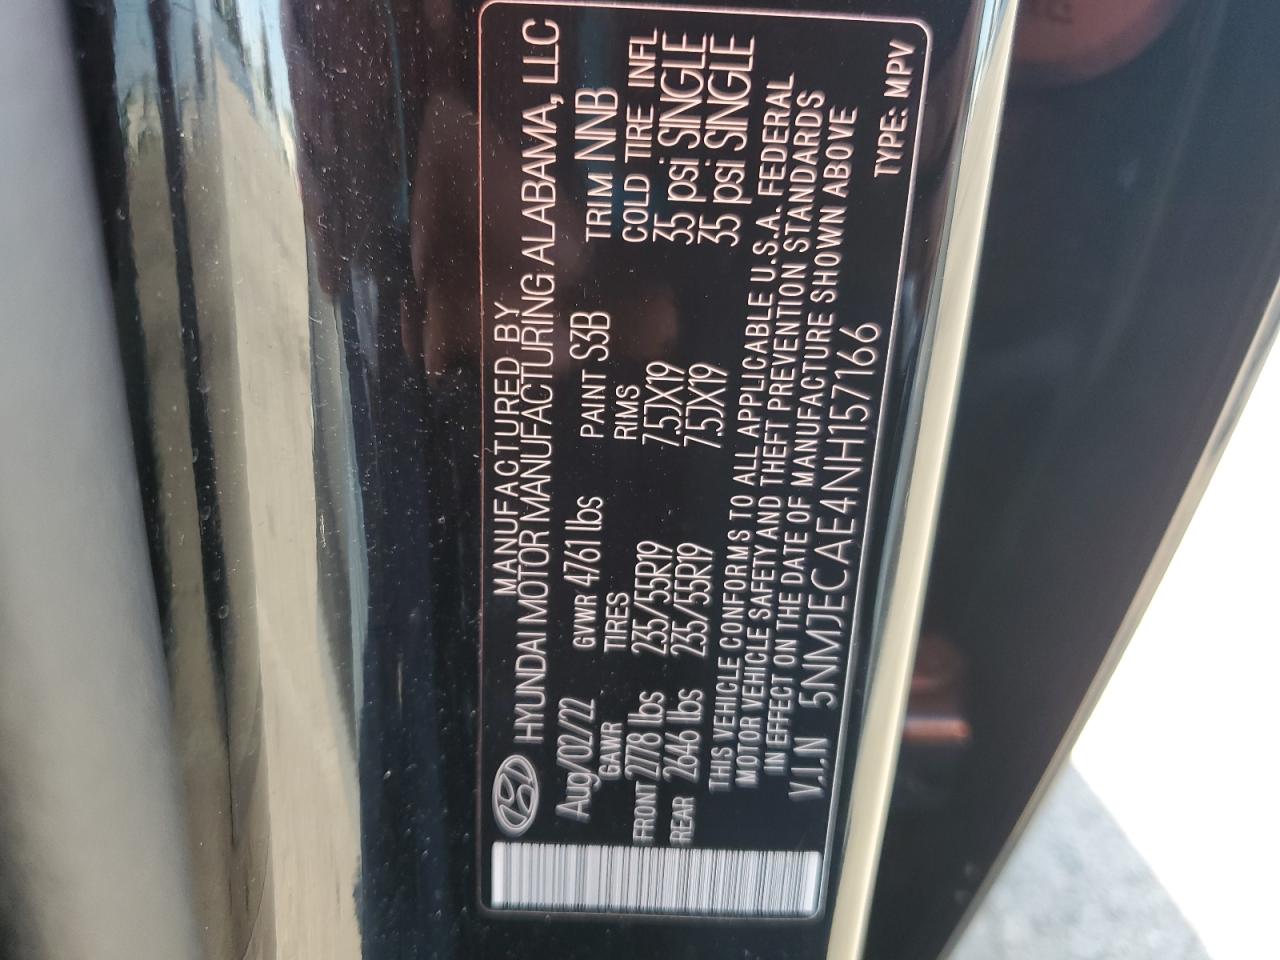 MANUFACTURED BY
HYUNDAI MOTOR MANUFACTURING ALABAMA, LLC
Aug/02/22 GVWR 4761 lbs PAINT S3B TRIM NNB
GAWR TIRES RIMS COLD TIRE INFL
FRONT 2778 lbs 235/55R19 7.5JX19 35 psi SINGLE
REAR 2646 lbs 235/55R19 7.5JX19 35 psi SINGLE
THIS VEHICLE CONFORMS TO ALL APPLICABLE U.S.A. FEDERAL
MOTOR VEHICLE SAFETY AND THEFT PREVENTION STANDARDS
IN EFFECT ON THE DATE OF MANUFACTURE SHOWN ABOVE
V.I.N 5NMJECAE4NH157166 TYPE: MPV